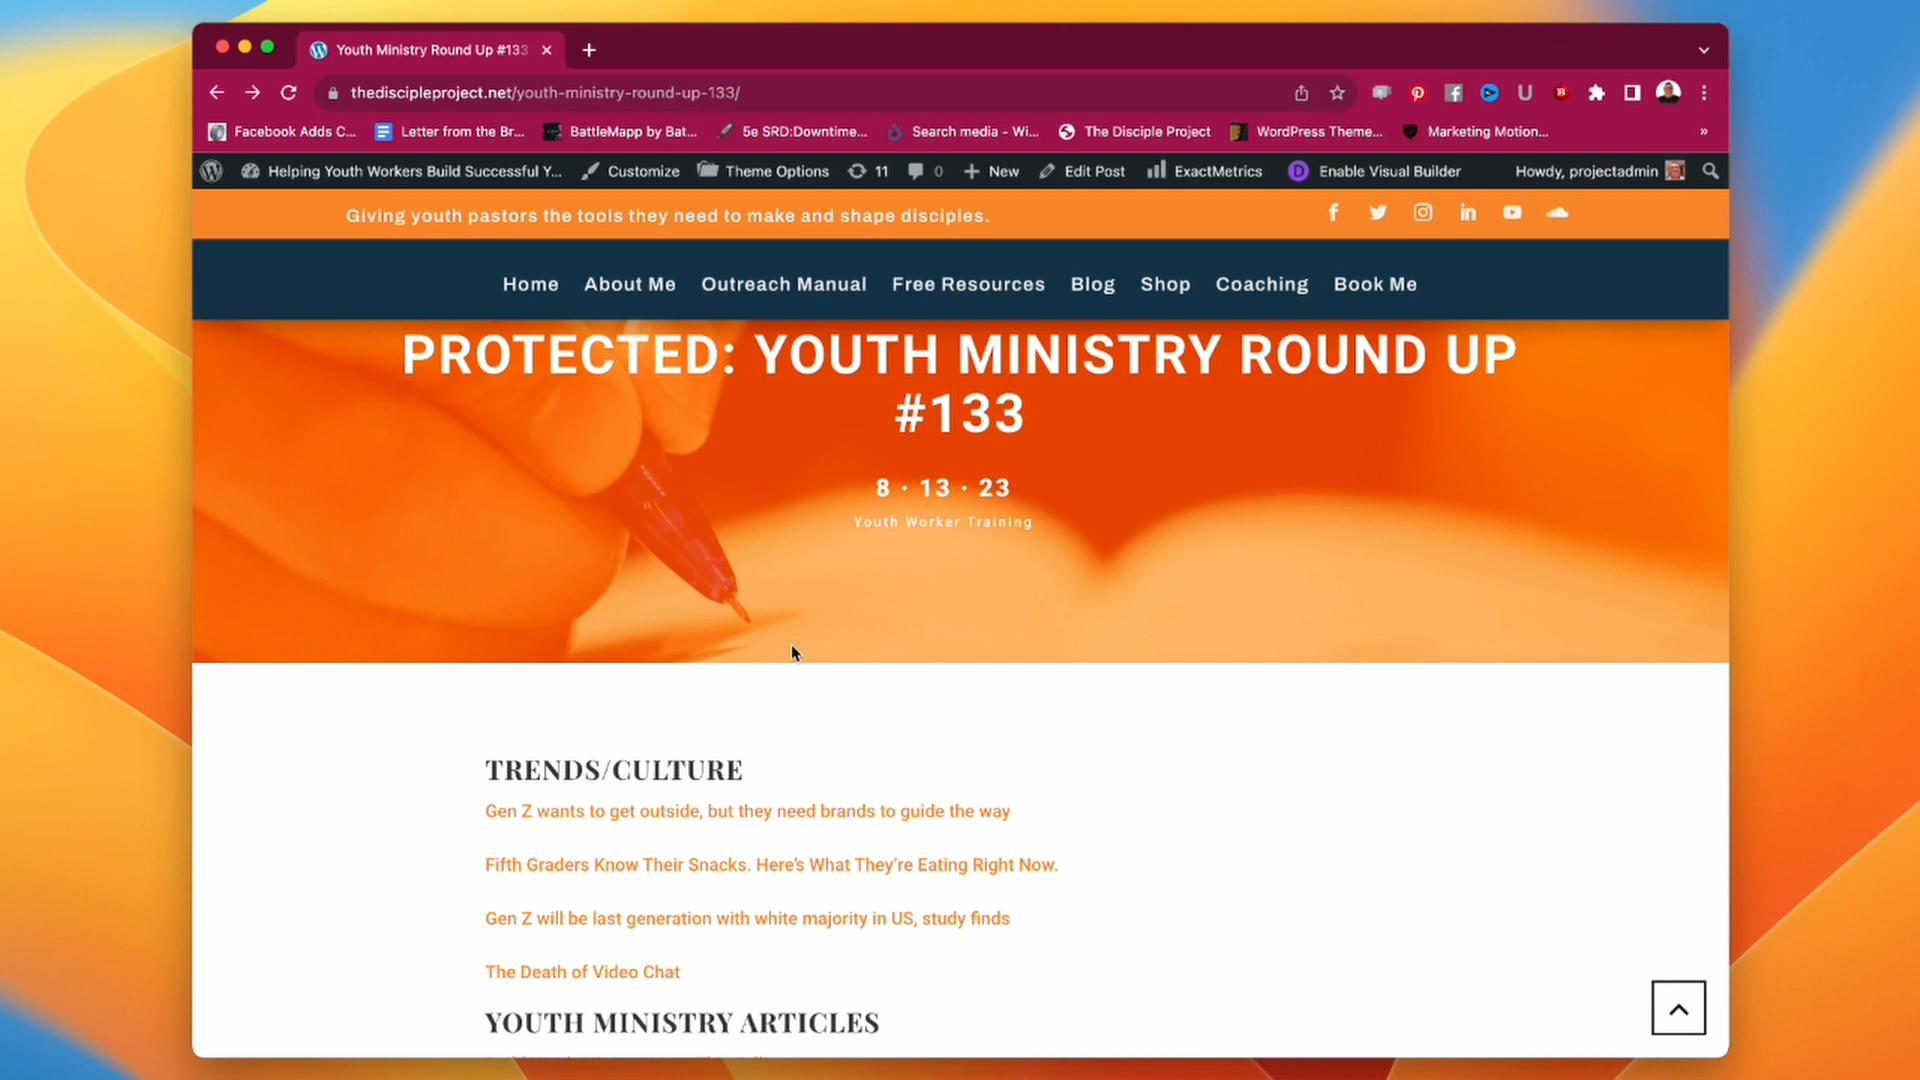 Youth Ministry Round Up #133
thediscipleproject.net/youth-ministry-round-up-133/
Facebook Adds C... Letter from the Br... BattleMapp by Bat... 5e SRD:Downtime... Search media - Wi... The Disciple Project WordPress Theme... Marketing Motion... »
Helping Youth Workers Build Successful Y... Customize Theme Options 11 0 New Edit Post ExactMetrics D Enable Visual Builder Howdy, projectadmin
Giving youth pastors the tools they need to make and shape disciples.
Home About Me Outreach Manual Free Resources Blog Shop Coaching Book Me
PROTECTED: YOUTH MINISTRY ROUND UP
#133
8 · 13 · 23
Youth Worker Training
TRENDS/CULTURE
Gen Z wants to get outside, but they need brands to guide the way
Fifth Graders Know Their Snacks. Here's What They're Eating Right Now.
Gen Z will be last generation with white majority in US, study finds
The Death of Video Chat
YOUTH MINISTRY ARTICLES